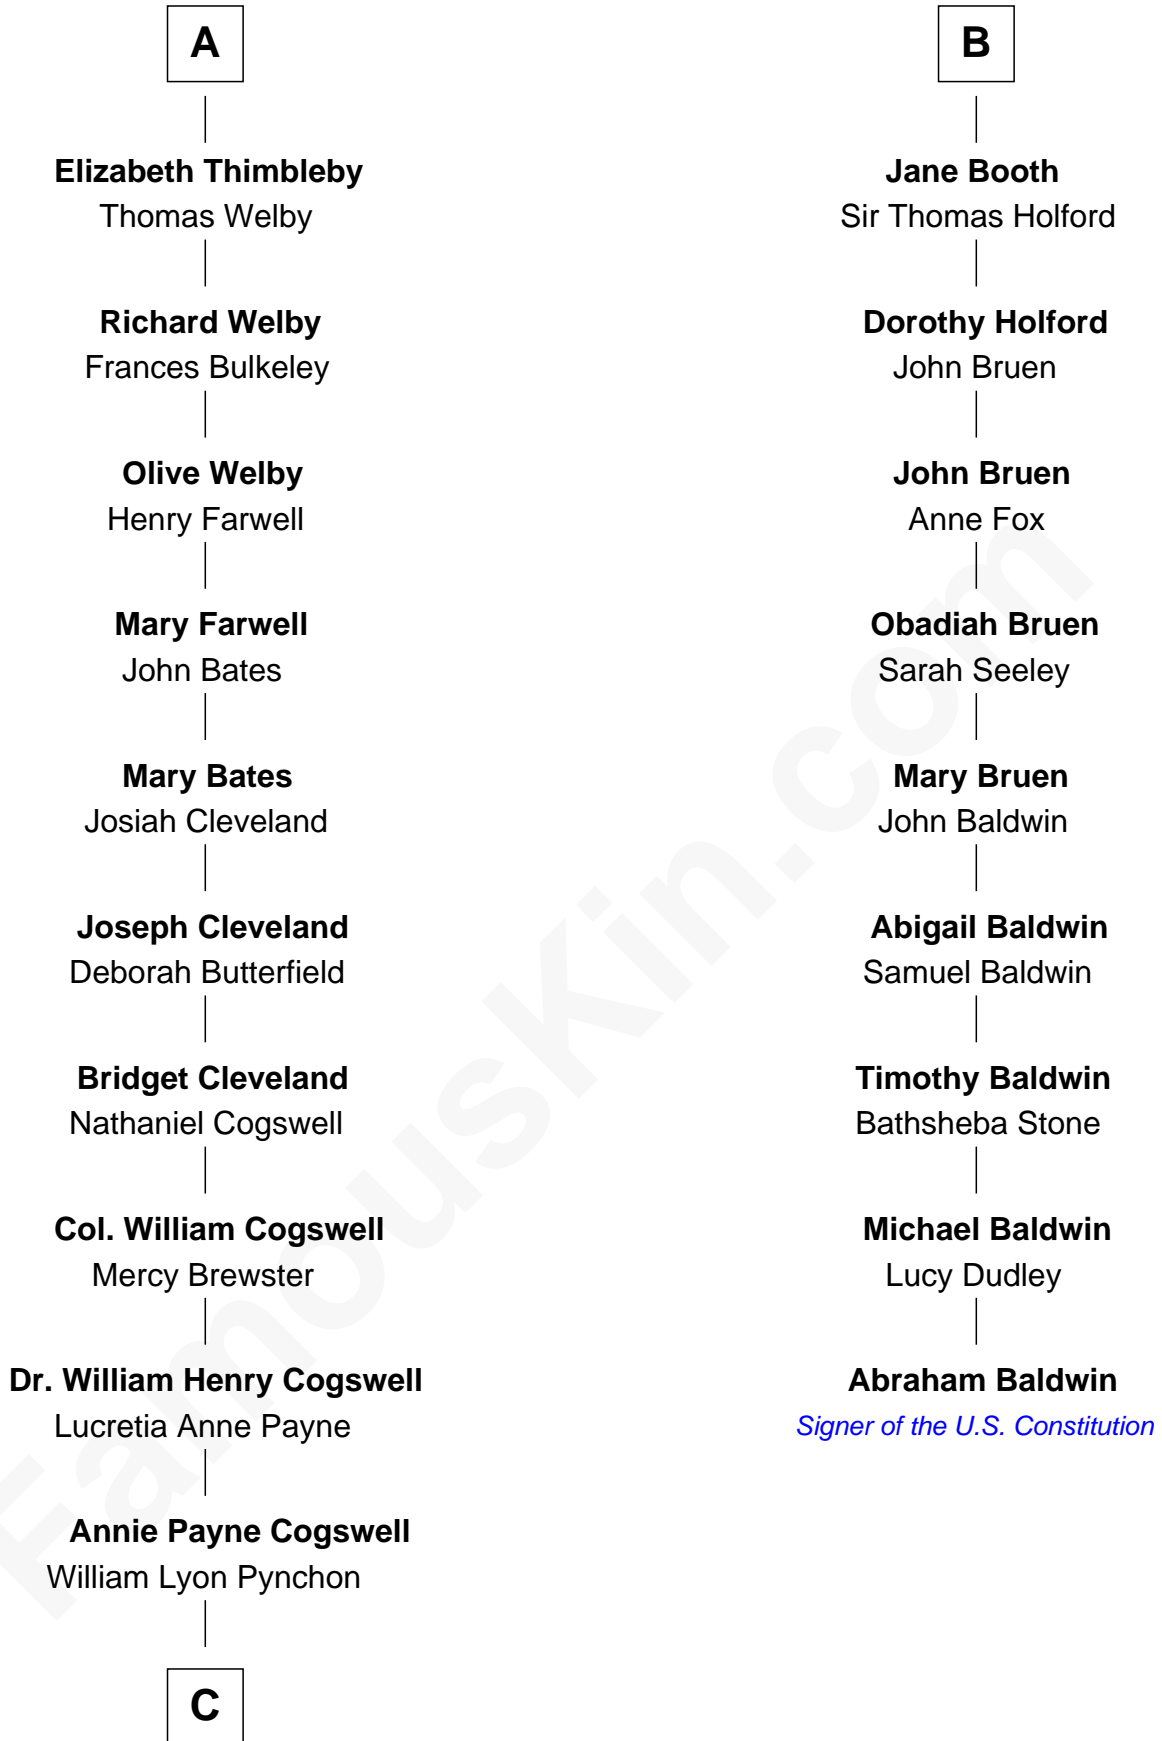 A
Elizabeth Thimbleby
Thomas Welby
Richard Welby
Frances Bulkeley
Olive Welby
Henry Farwell
Mary Farwell
John Bates
Mary Bates
Josiah Cleveland
Joseph Cleveland
Deborah Butterfield
Bridget Cleveland
Nathaniel Cogswell
Col. William Cogswell
Mercy Brewster
Dr. William Henry Cogswell
Lucretia Anne Payne
Annie Payne Cogswell
William Lyon Pynchon
C
B
Jane Booth
Sir Thomas Holford
Dorothy Holford
John Bruen
John Bruen
Anne Fox
Obadiah Bruen
Sarah Seeley
Mary Bruen
John Baldwin
Abigail Baldwin
Samuel Baldwin
Timothy Baldwin
Bathsheba Stone
Michael Baldwin
Lucy Dudley
Abraham Baldwin
Signer of the U.S. Constitution
FamousKin.com